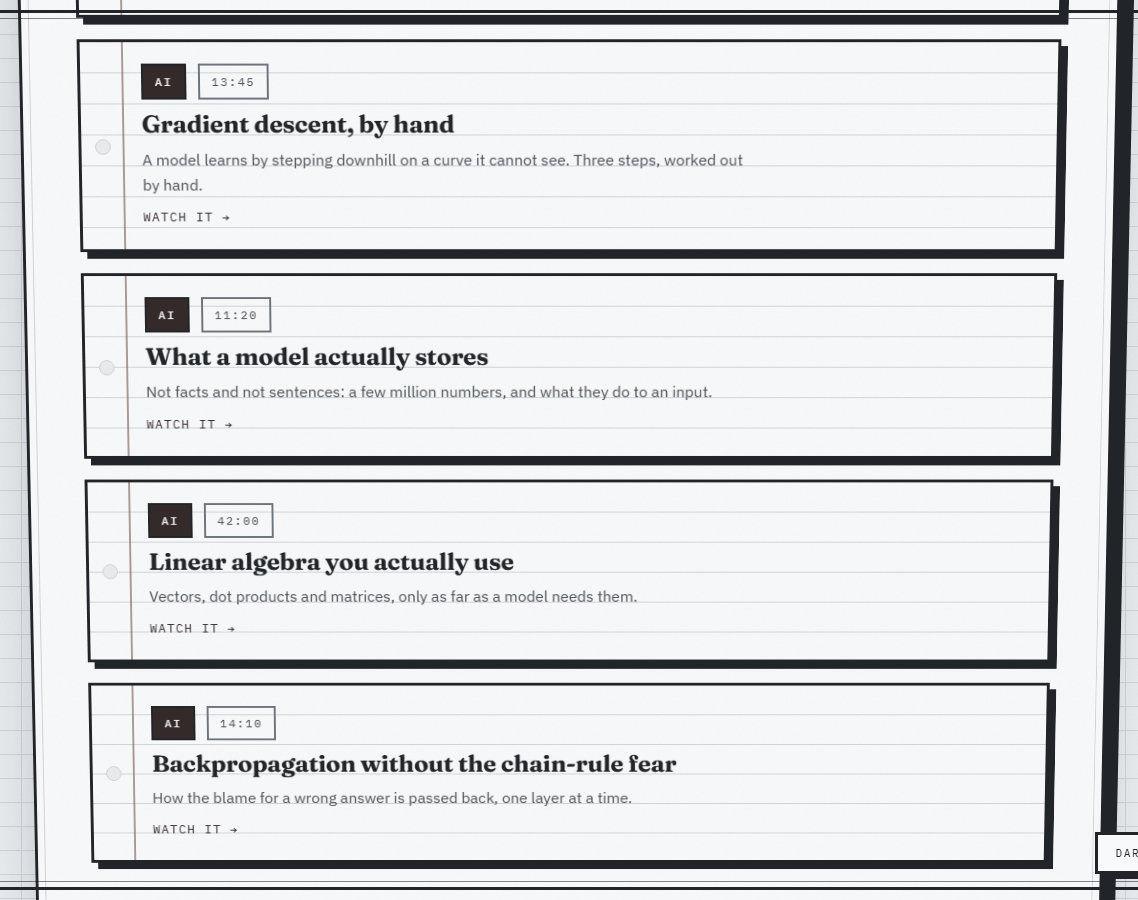 AI 13:45
Gradient descent, by hand
A model learns by stepping downhill on a curve it cannot see. Three steps, worked out
by hand.
WATCH IT →
AI 11:20
What a model actually stores
Not facts and not sentences: a few million numbers, and what they do to an input.
WATCH IT →
AI 42:00
Linear algebra you actually use
Vectors, dot products and matrices, only as far as a model needs them.
WATCH IT →
AI 14:10
Backpropagation without the chain-rule fear
How the blame for a wrong answer is passed back, one layer at a time.
WATCH IT →